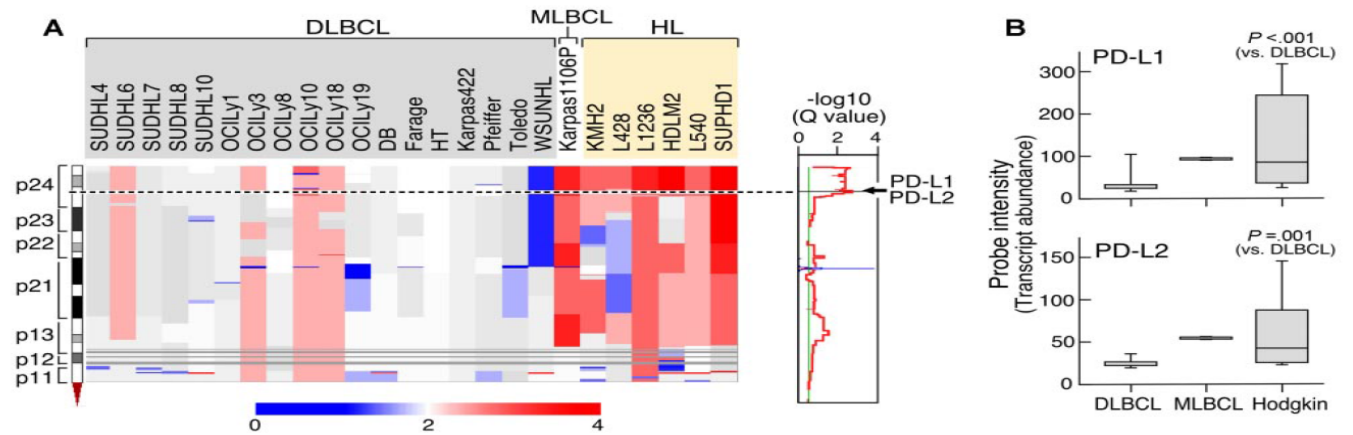 A
DLBCL
MLBCL
HL
SUDHL4
SUDHL6
SUDHL7
SUDHL8
SUDHL10
OCILy1
OCILy3
OCILy8
OCILy10
OCILy18
OCILy19
DB
Farage
HT
Karpas422
Pfeiffer
Toledo
WSUNHL
Karpas1106P
KMH2
L428
L1236
HDLM2
L540
SUPHD1
p24
p23
p22
p21
p13
p12
p11
0 2 4
-log10
(Q value)
0 2 4
PD-L1
PD-L2
B
Probe intensity
(Transcript abundance)
PD-L1
P <.001
(vs. DLBCL)
300
200
100
0
PD-L2
P =.001
(vs. DLBCL)
150
100
50
0
DLBCL MLBCL Hodgkin